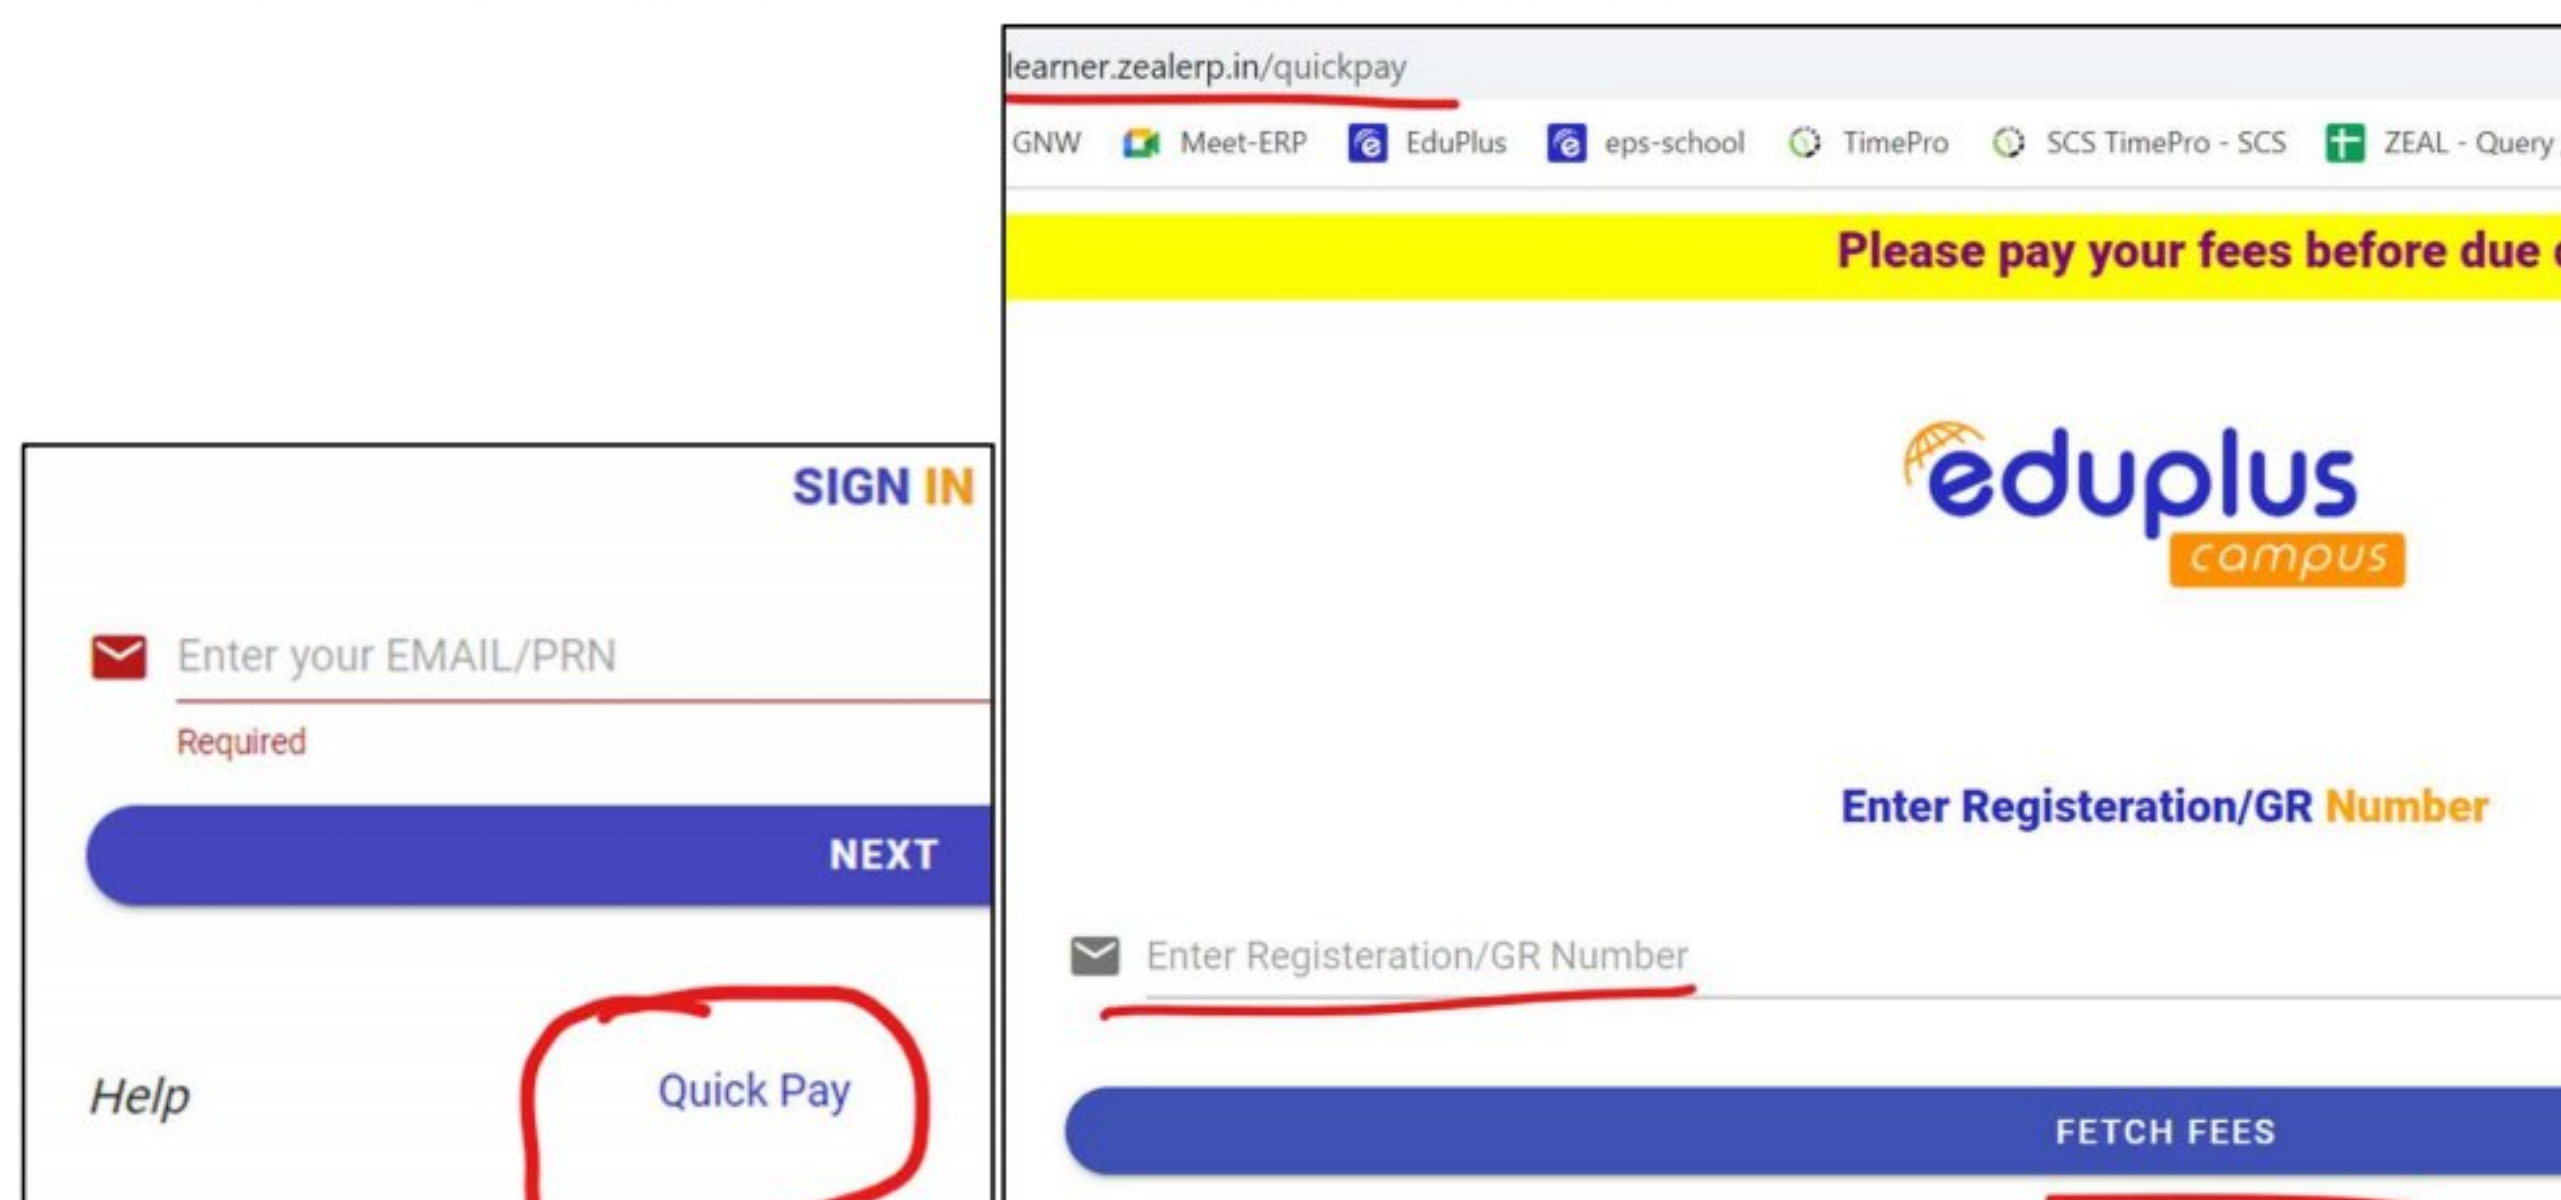 learner.zealerp.in/quickpay
GNW Meet-ERP EduPlus eps-school TimePro SCS TimePro - SCS ZEAL - Query
Please pay your fees before due
eduplus
campus
Enter Registeration/GR Number
Enter Registeration/GR Number
FETCH FEES
SIGN IN
Enter your EMAIL/PRN
Required
NEXT
Help Quick Pay